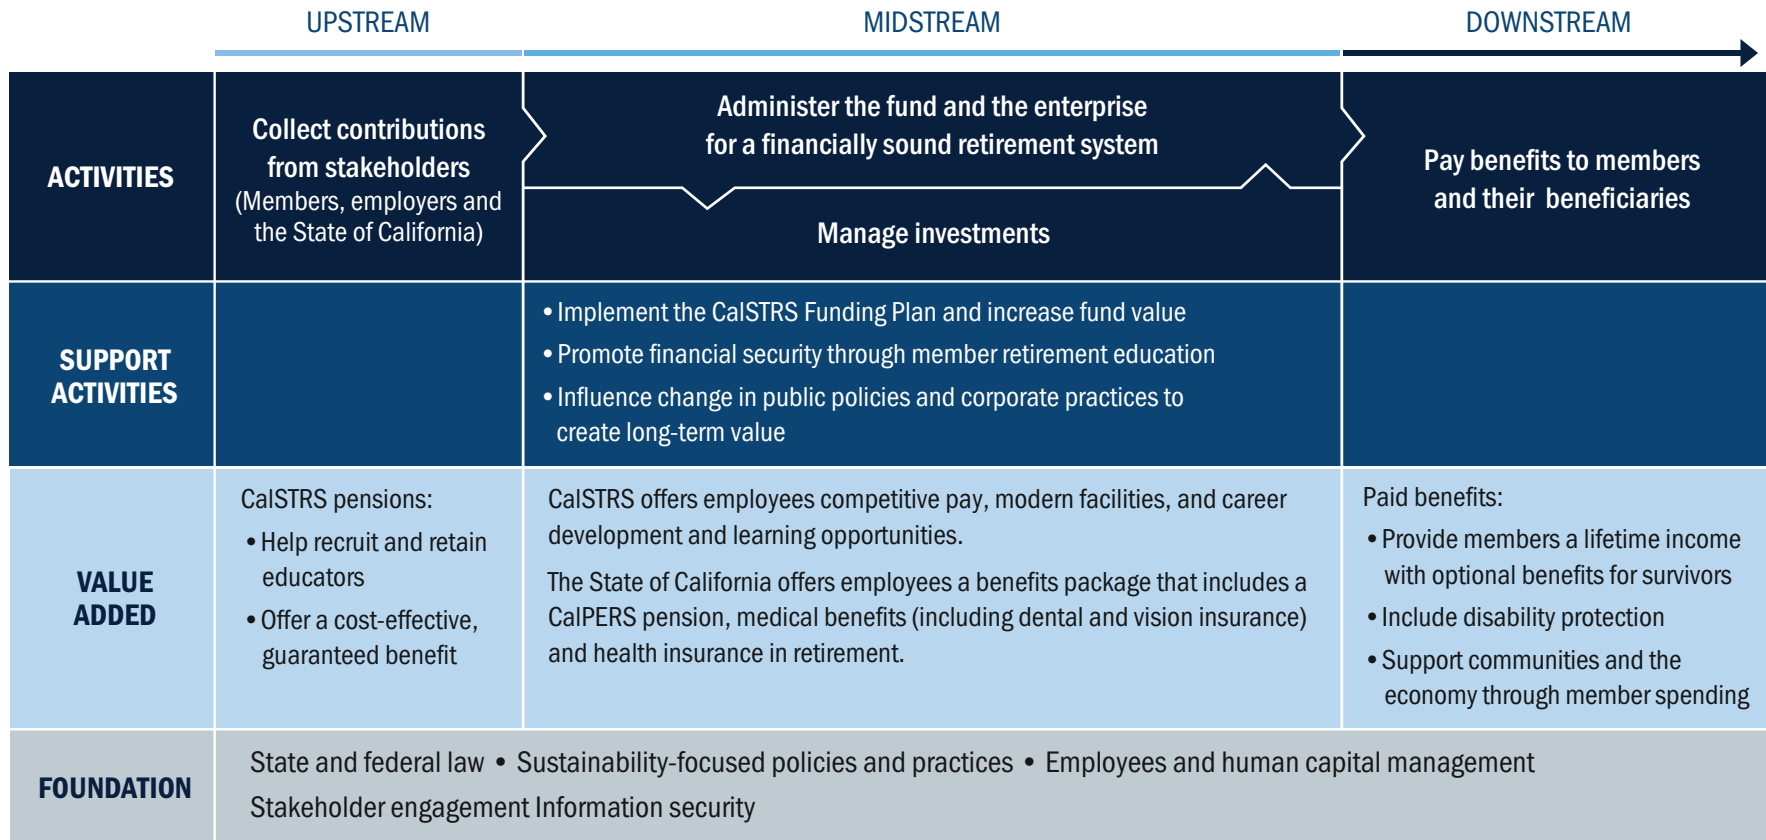 UPSTREAM
MIDSTREAM
DOWNSTREAM
ACTIVITIES
Collect contributions
from stakeholders
(Members, employers and
the State of California)
Administer the fund and the enterprise
for a financially sound retirement system
Manage investments
Pay benefits to members
and their beneficiaries
SUPPORT
ACTIVITIES
• Implement the CalSTRS Funding Plan and increase fund value
• Promote financial security through member retirement education
• Influence change in public policies and corporate practices to
create long-term value
VALUE
ADDED
CalSTRS pensions:
• Help recruit and retain
educators
• Offer a cost-effective,
guaranteed benefit
CalSTRS offers employees competitive pay, modern facilities, and career
development and learning opportunities.
The State of California offers employees a benefits package that includes a
CalPERS pension, medical benefits (including dental and vision insurance)
and health insurance in retirement.
Paid benefits:
• Provide members a lifetime income
with optional benefits for survivors
• Include disability protection
• Support communities and the
economy through member spending
FOUNDATION
State and federal law • Sustainability-focused policies and practices • Employees and human capital management
Stakeholder engagement Information security